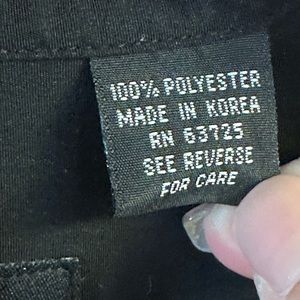 100% POLYESTER
MADE IN KOREA
RN 63725
SEE REVERSE
FOR CARE